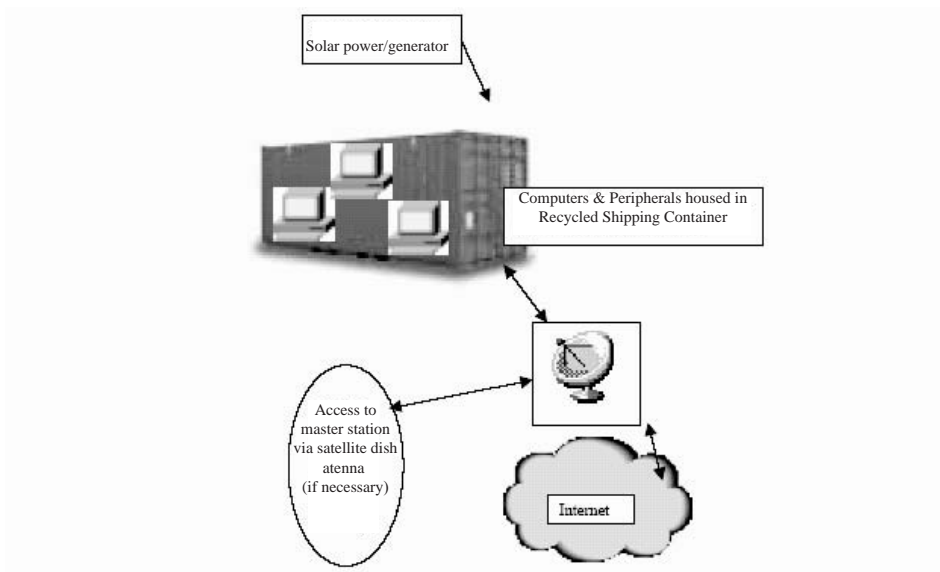 Solar power/generator
Computers & Peripherals housed in
Recycled Shipping Container
Access to
master station
via satellite dish
atenna
(if necessary)
Internet